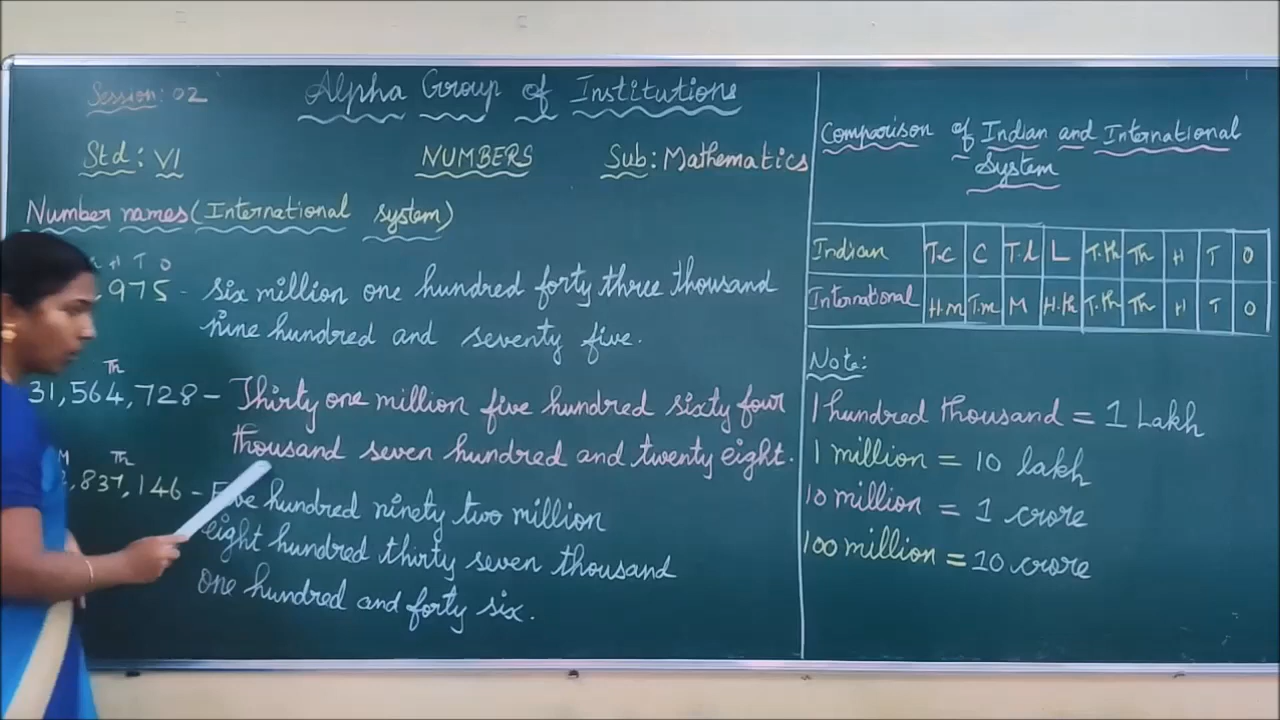 Session: 02
Alpha Group of Institutions
Std: VI
NUMBERS
Sub: Mathematics
Number names (International system)
H T O
975 - six million one hundred forty three thousand
nine hundred and seventy five.
Th
31,564,728 - Thirty one million five hundred sixty four
thousand seven hundred and twenty eight.
M Th
,837,146 - Five hundred ninety two million
eight hundred thirty seven thousand
one hundred and forty six.
Comparison of Indian and International
System
Indian T.C C T.L L T.Th Th H T O
International H.m T.m M H.th T.Th Th H T O
Note:
1 hundred thousand = 1 Lakh
1 million = 10 lakh
10 million = 1 crore
100 million = 10 crore